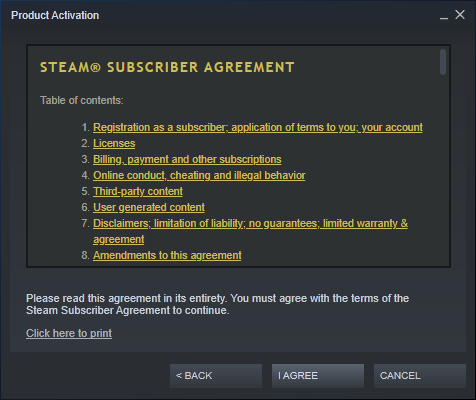 Product Activation
STEAM® SUBSCRIBER AGREEMENT
Table of contents:
1. Registration as a subscriber; application of terms to you; your account
2. Licenses
3. Billing, payment and other subscriptions
4. Online conduct, cheating and illegal behavior
5. Third-party content
6. User generated content
7. Disclaimers; limitation of liability; no guarantees; limited warranty &
agreement
8. Amendments to this agreement
Please read this agreement in its entirety. You must agree with the terms of the
Steam Subscriber Agreement to continue.
Click here to print
< BACK
I AGREE
CANCEL